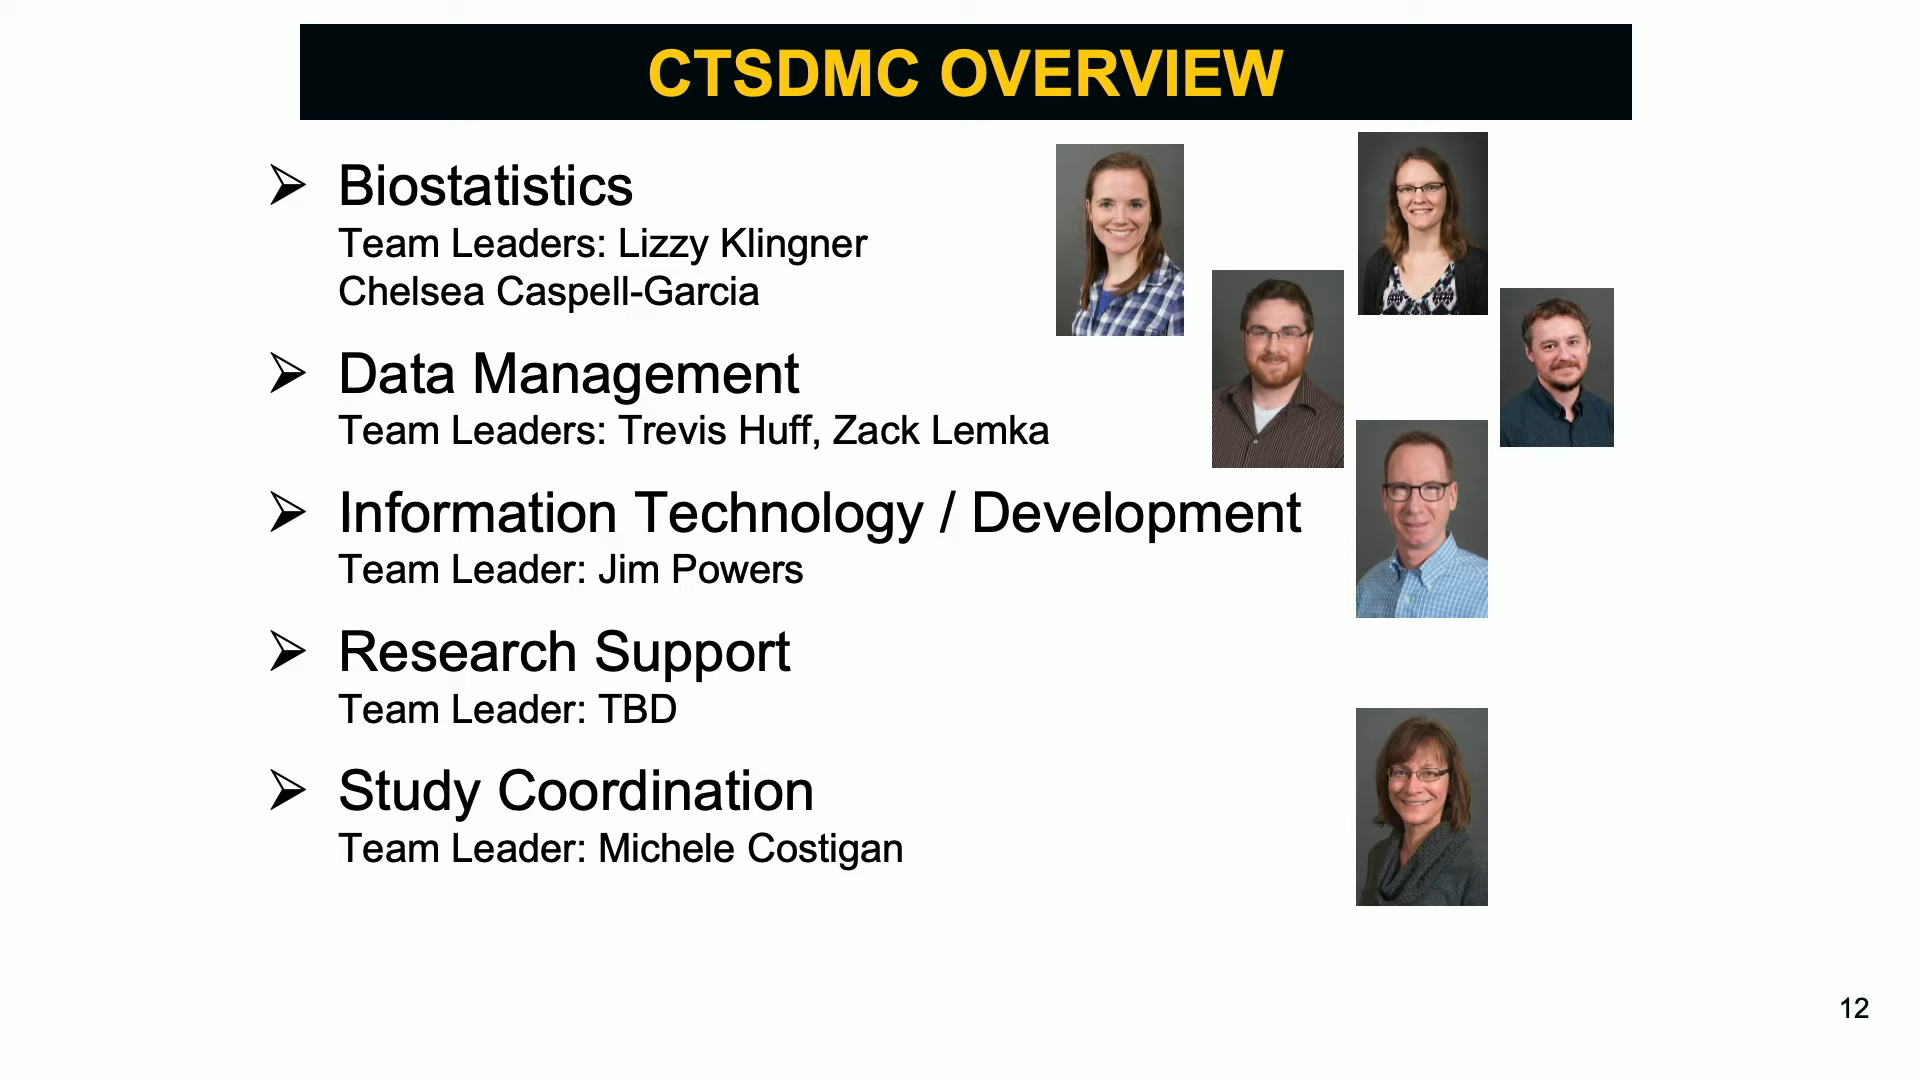 CTSDMC OVERVIEW
Biostatistics
Team Leaders: Lizzy Klingner
Chelsea Caspell-Garcia
Data Management
Team Leaders: Trevis Huff, Zack Lemka
Information Technology / Development
Team Leader: Jim Powers
Research Support
Team Leader: TBD
Study Coordination
Team Leader: Michele Costigan
12